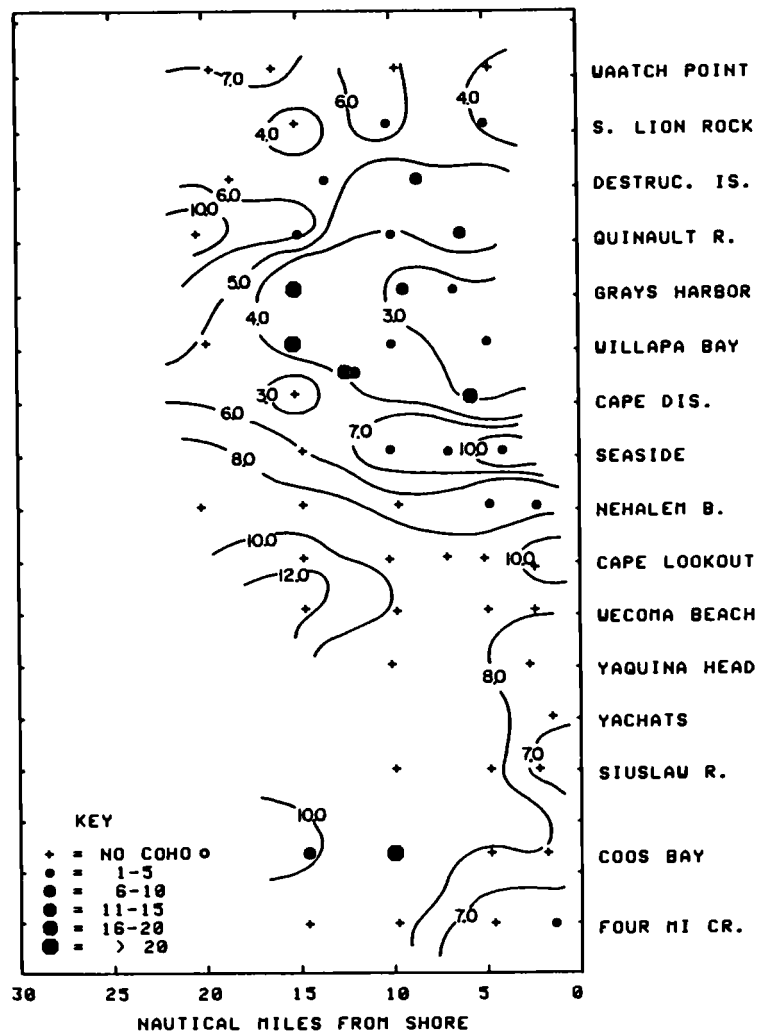 7.0
6.0
4.0
WAATCH POINT
4.0
S. LION ROCK
6.0
10.0
DESTRUC. IS.
QUINAULT R.
5.0
GRAYS HARBOR
4.0
3.0
WILLAPA BAY
3.0
CAPE DIS.
6.0
7.0
8.0
10.0
SEASIDE
NEHALEM B.
10.0
10.0
CAPE LOOKOUT
12.0
WECOMA BEACH
8.0
YAQUINA HEAD
YACHATS
7.0
SIUSLAW R.
10.0
KEY
+ = NO COHO
● = 1-5
● = 6-10
● = 11-15
● = 16-20
● = > 20
COOS BAY
7.0
FOUR MI CR.
30 25 20 15 10 5 0
NAUTICAL MILES FROM SHORE